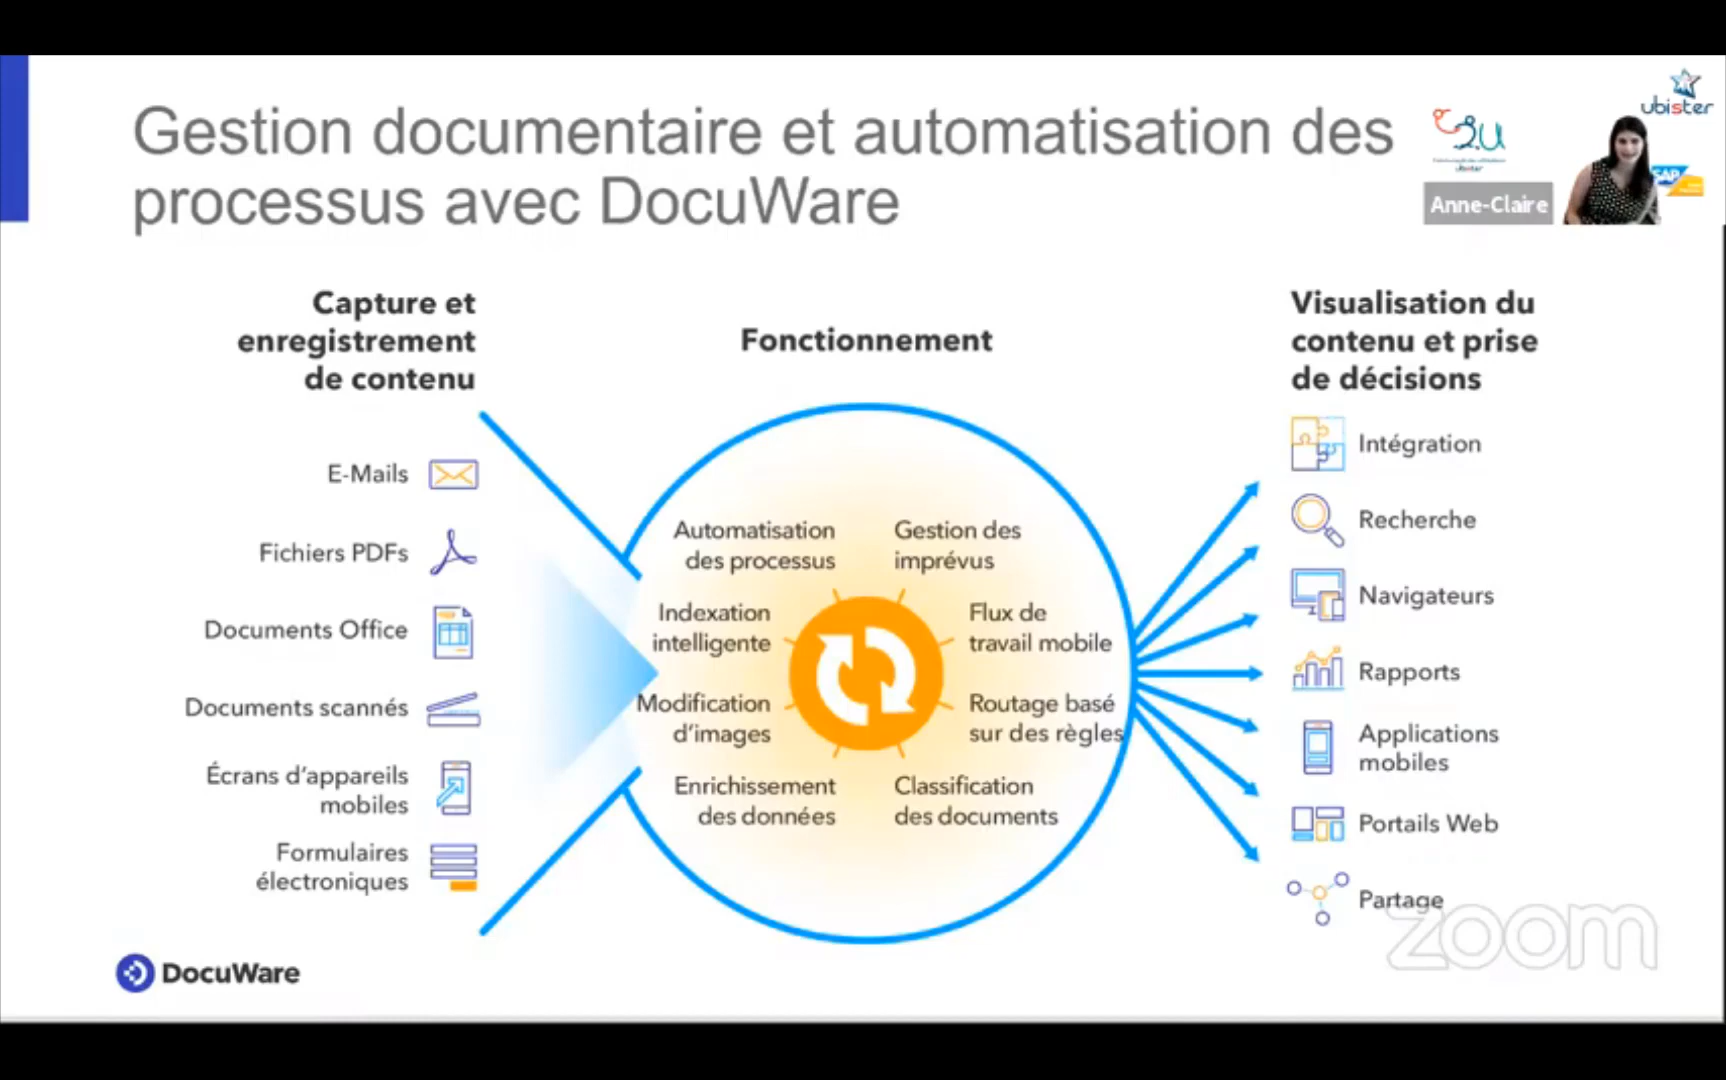 Gestion documentaire et automatisation des
processus avec DocuWare
ubister
SAP
Anne-Claire
Capture et
enregistrement
de contenu
E-Mails
Fichiers PDFs
Documents Office
Documents scannés
Écrans d'appareils
mobiles
Formulaires
électroniques
Fonctionnement
Automatisation
des processus
Gestion des
imprévus
Indexation
intelligente
Flux de
travail mobile
Modification
d'images
Routage basé
sur des règles
Enrichissement
des données
Classification
des documents
Visualisation du
contenu et prise
de décisions
Intégration
Recherche
Navigateurs
Rapports
Applications
mobiles
Portails Web
Partage
zoom
DocuWare